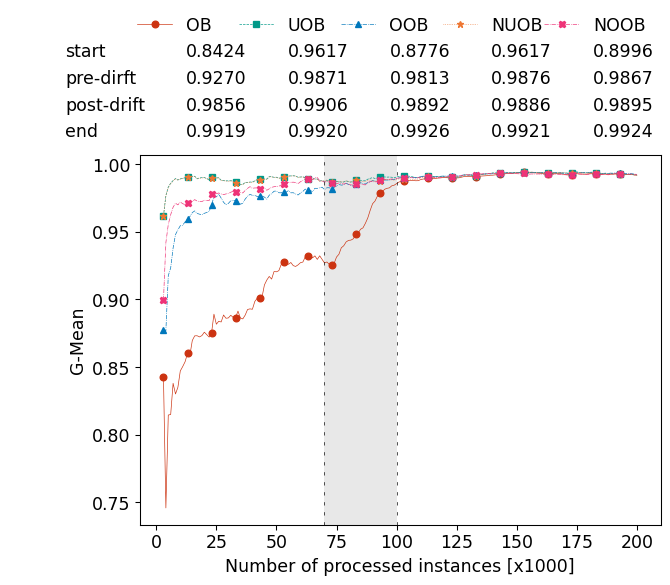 OB UOB OOB NUOB NOOB
start 0.8424 0.9617 0.8776 0.9617 0.8996
pre-dirft 0.9270 0.9871 0.9813 0.9876 0.9867
post-drift 0.9856 0.9906 0.9892 0.9886 0.9895
end 0.9919 0.9920 0.9926 0.9921 0.9924
1.00
0.95
0.90
0.85
0.80
0.75
G-Mean
0 25 50 75 100 125 150 175 200
Number of processed instances [x1000]